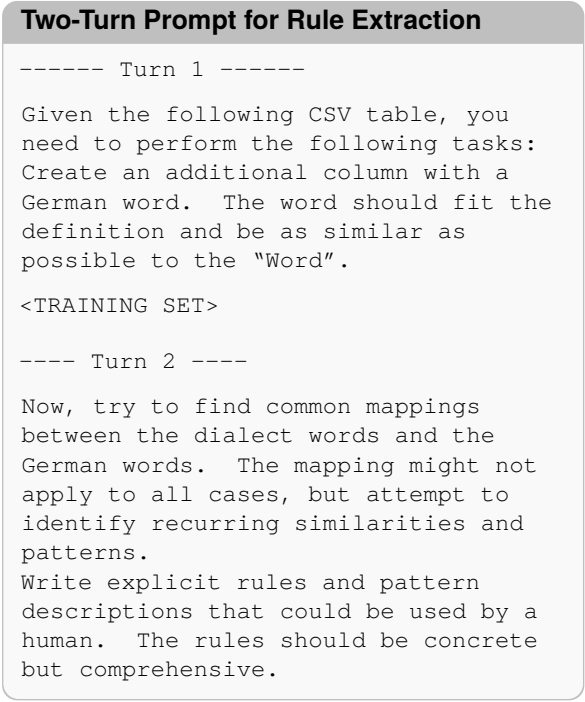 Two-Turn Prompt for Rule Extraction
------ Turn 1 ------
Given the following CSV table, you
need to perform the following tasks:
Create an additional column with a
German word. The word should fit the
definition and be as similar as
possible to the “Word”.
<TRAINING SET>
---- Turn 2 ----
Now, try to find common mappings
between the dialect words and the
German words. The mapping might not
apply to all cases, but attempt to
identify recurring similarities and
patterns.
Write explicit rules and pattern
descriptions that could be used by a
human. The rules should be concrete
but comprehensive.